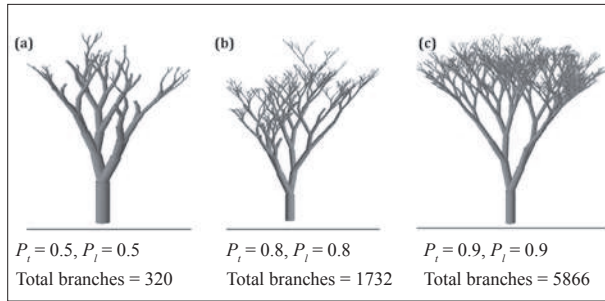 (a)
(b)
(c)
P_t = 0.5, P_l = 0.5
P_t = 0.8, P_l = 0.8
P_t = 0.9, P_l = 0.9
Total branches = 320
Total branches = 1732
Total branches = 5866